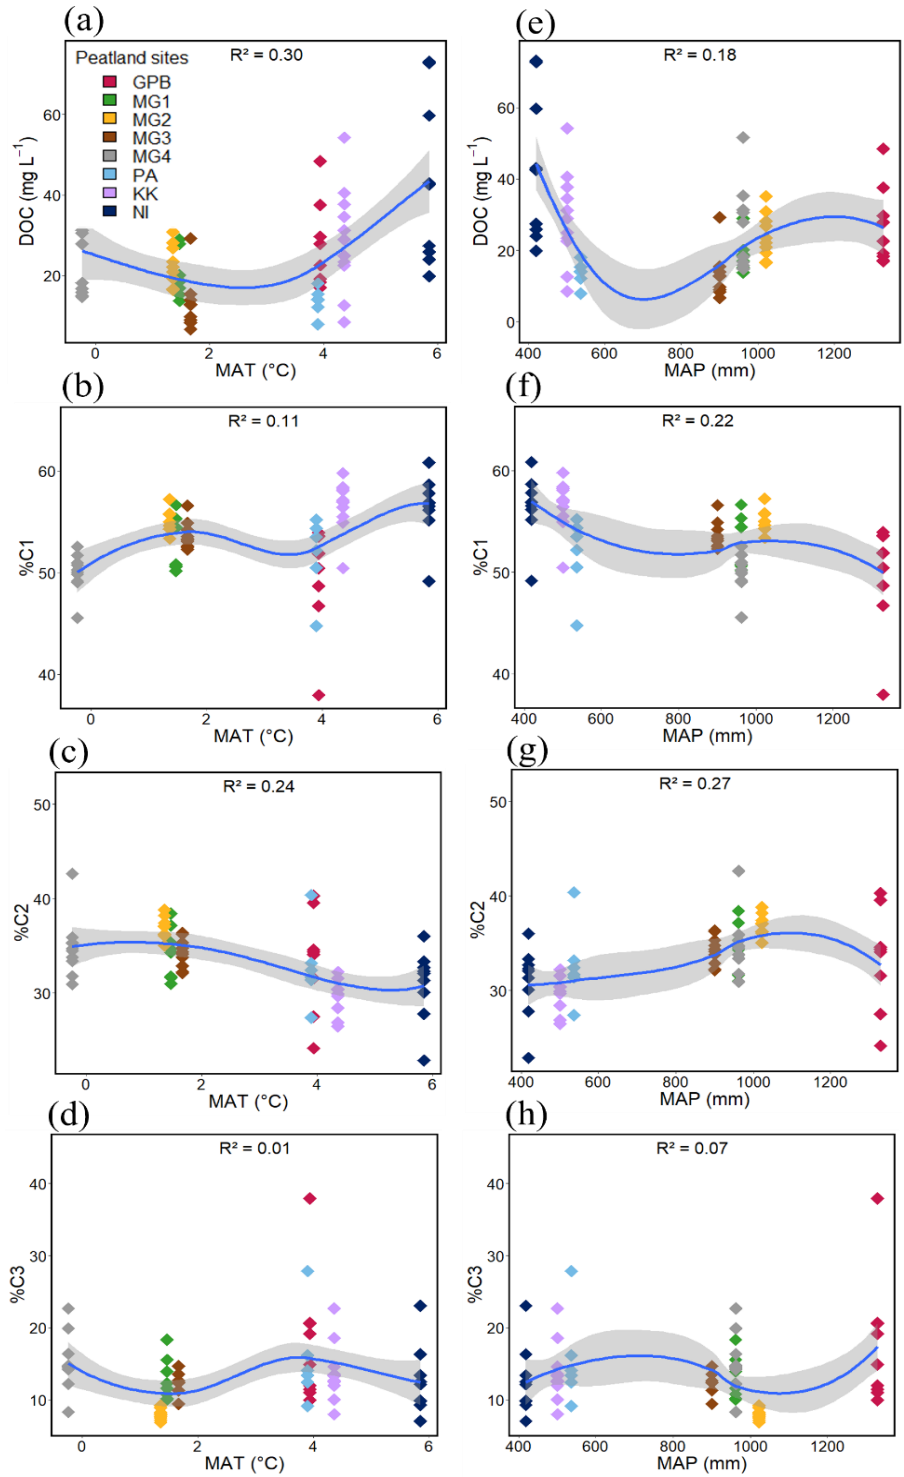 (a)
R² = 0.30
Peatland sites
GPB
MG1
MG2
MG3
MG4
PA
KK
NI
DOC (mg L⁻¹)
60
40
20
0 2 4 6
MAT (°C)
(e)
R² = 0.18
DOC (mg L⁻¹)
60
40
20
0
400 600 800 1000 1200
MAP (mm)
(b)
R² = 0.11
%C1
60
50
40
0 2 4 6
MAT (°C)
(f)
R² = 0.22
%C1
60
50
40
400 600 800 1000 1200
MAP (mm)
(c)
R² = 0.24
%C2
50
40
30
0 2 4 6
MAT (°C)
(g)
R² = 0.27
%C2
50
40
30
400 600 800 1000 1200
MAP (mm)
(d)
R² = 0.01
%C3
40
30
20
10
0 2 4 6
MAT (°C)
(h)
R² = 0.07
%C3
40
30
20
10
400 600 800 1000 1200
MAP (mm)